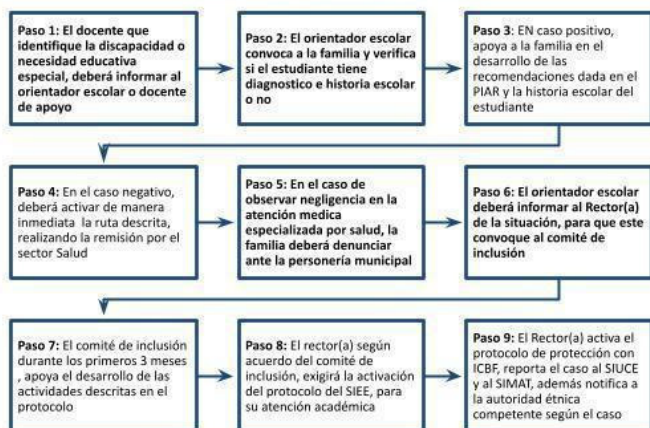 Paso 1: El docente que
identifique la discapacidad o
necesidad educativa
especial, deberá informar al
orientador escolar o docente
de apoyo
Paso 2: El orientador escolar
convoca a la familia y verifica
si el estudiante tiene
diagnostico e historia escolar
o no
Paso 3: EN caso positivo,
apoya a la familia en el
desarrollo de las
recomendaciones dada en el
PIAR y la historia escolar del
estudiante
Paso 4: En el caso negativo,
deberá activar de manera
inmediata la ruta descrita,
realizando la remisión por el
sector Salud
Paso 5: En el caso de
observar negligencia en la
atención medica
especializada por salud, la
familia deberá denunciar
ante la personería municipal
Paso 6: El orientador escolar
deberá informar al Rector(a)
de la situación, para que este
convoque al comité de
inclusión
Paso 7: El comité de inclusión
durante los primeros 3 meses
, apoya el desarrollo de las
actividades descritas en el
protocolo
Paso 8: El rector(a) según
acuerdo del comité de
inclusión, exigirá la activación
del protocolo del SIEE, para
su atención académica
Paso 9: El Rector(a) activa el
protocolo de protección con
ICBF, reporta el caso al SIUCE
y al SIMAT, además notifica a
la autoridad étnica
competente según el caso